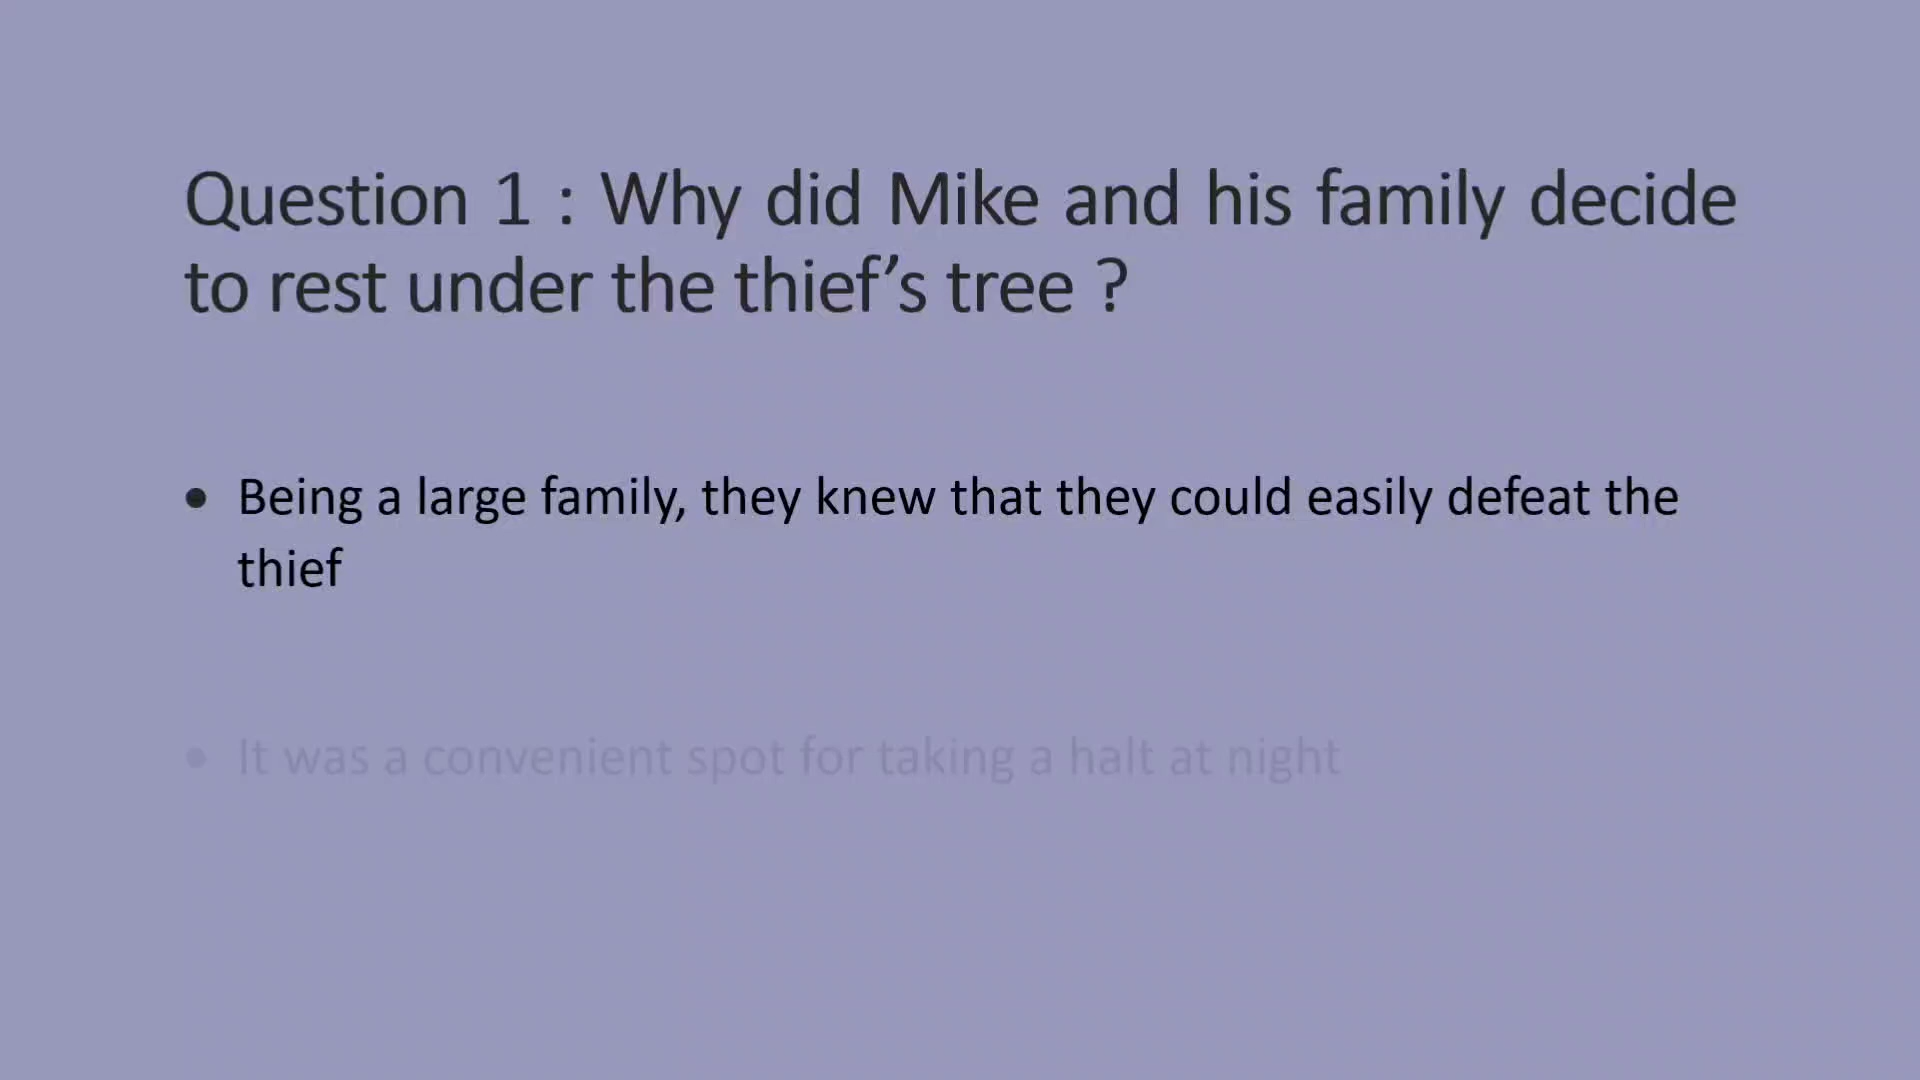 Question 1 : Why did Mike and his family decide
to rest under the thief’s tree ?
• Being a large family, they knew that they could easily defeat the
thief
• It was a convenient spot for taking a halt at night